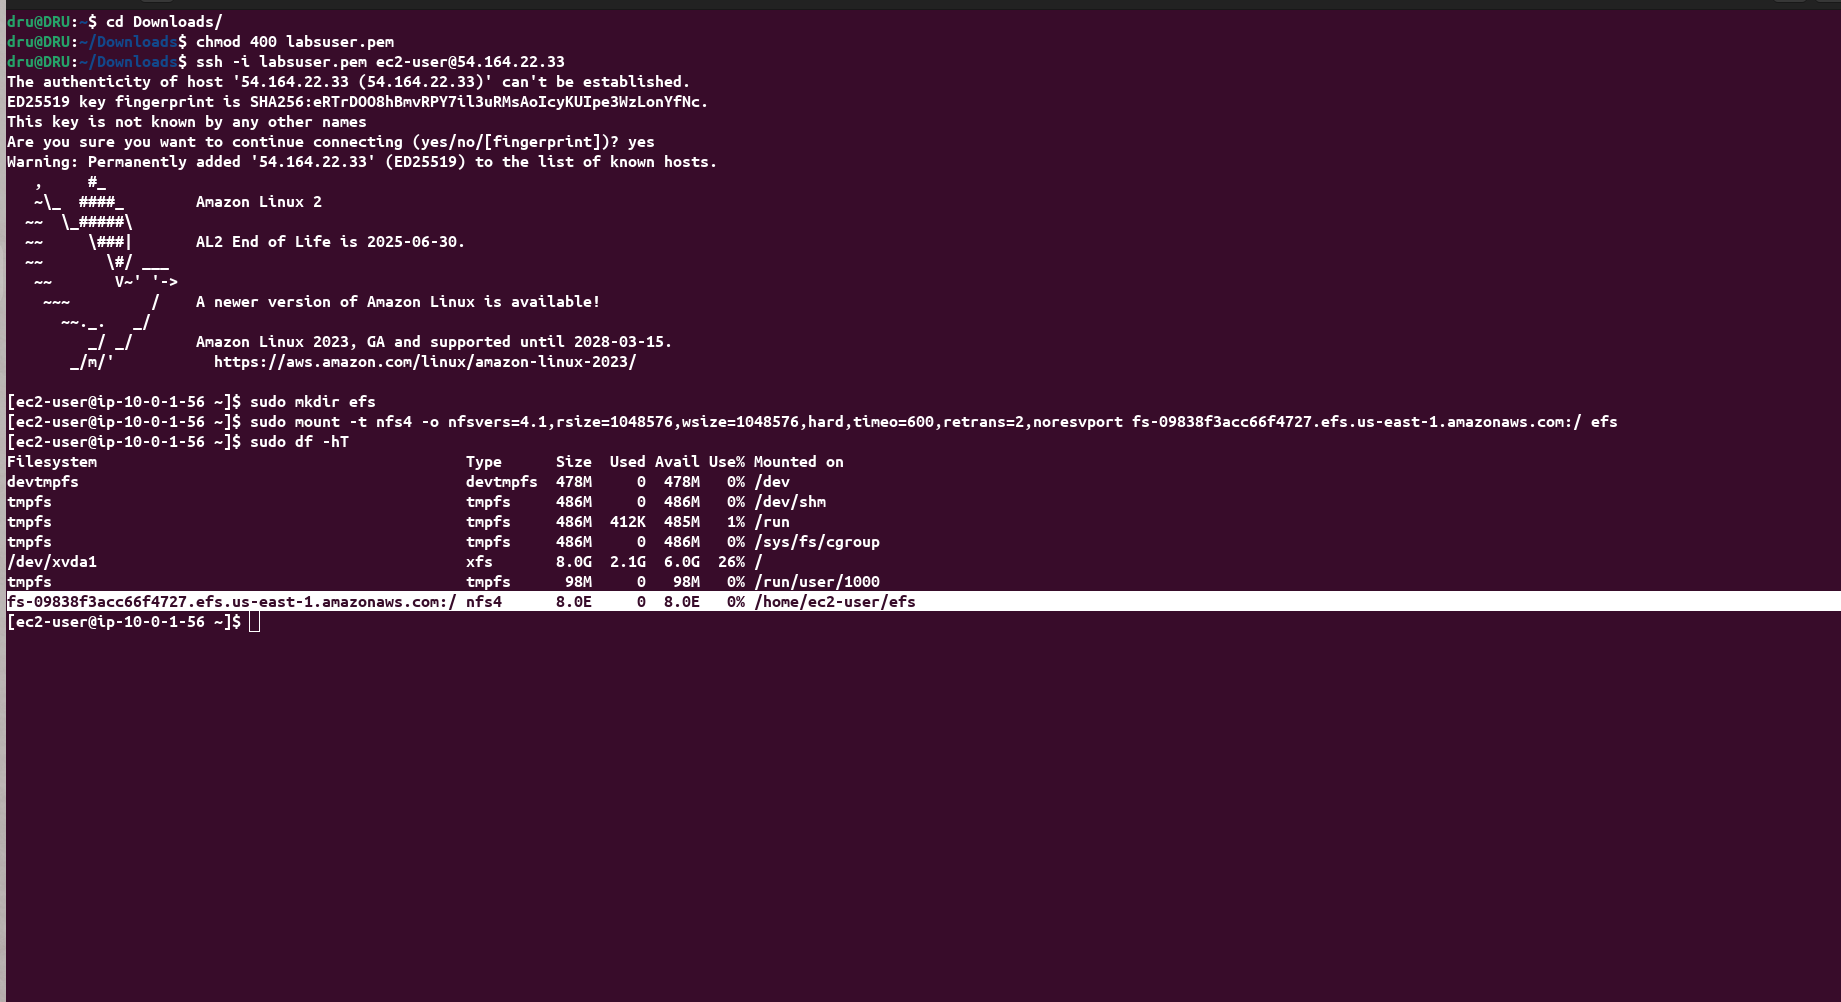 dru@DRU:~$ cd Downloads/
dru@DRU:~/Downloads$ chmod 400 labsuser.pem
dru@DRU:~/Downloads$ ssh -i labsuser.pem ec2-user@54.164.22.33
The authenticity of host '54.164.22.33 (54.164.22.33)' can't be established.
ED25519 key fingerprint is SHA256:eRTrDOO8hBmvRPY7il3uRMsAoIcyKUIpe3WzLonYfNc.
This key is not known by any other names
Are you sure you want to continue connecting (yes/no/[fingerprint])? yes
Warning: Permanently added '54.164.22.33' (ED25519) to the list of known hosts.
   ,     #_
   ~\_  ####_        Amazon Linux 2
  ~~  \_#####\
  ~~     \###|       AL2 End of Life is 2025-06-30.
  ~~       \#/ ___
   ~~       V~' '->
    ~~~         /    A newer version of Amazon Linux is available!
      ~~._.   _/
         _/ _/       Amazon Linux 2023, GA and supported until 2028-03-15.
       _/m/'           https://aws.amazon.com/linux/amazon-linux-2023/
[ec2-user@ip-10-0-1-56 ~]$ sudo mkdir efs
[ec2-user@ip-10-0-1-56 ~]$ sudo mount -t nfs4 -o nfsvers=4.1,rsize=1048576,wsize=1048576,hard,timeo=600,retrans=2,noresvport fs-09838f3acc66f4727.efs.us-east-1.amazonaws.com:/ efs
[ec2-user@ip-10-0-1-56 ~]$ sudo df -hT
Filesystem                                         Type      Size  Used Avail Use% Mounted on
devtmpfs                                           devtmpfs  478M     0  478M   0% /dev
tmpfs                                              tmpfs     486M     0  486M   0% /dev/shm
tmpfs                                              tmpfs     486M  412K  485M   1% /run
tmpfs                                              tmpfs     486M     0  486M   0% /sys/fs/cgroup
/dev/xvda1                                         xfs       8.0G  2.1G  6.0G  26% /
tmpfs                                              tmpfs      98M     0   98M   0% /run/user/1000
fs-09838f3acc66f4727.efs.us-east-1.amazonaws.com:/ nfs4      8.0E     0  8.0E   0% /home/ec2-user/efs
[ec2-user@ip-10-0-1-56 ~]$